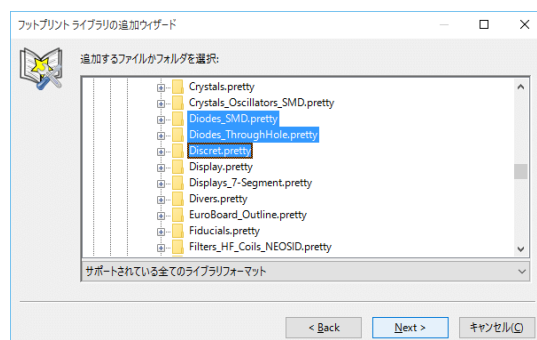 フットプリント ライブラリの追加ウィザード
追加するファイルかフォルダを選択:
Crystals.pretty
Crystals_Oscillators_SMD.pretty
Diodes_SMD.pretty
Diodes_ThroughHole.pretty
Discret.pretty
Display.pretty
Displays_7-Segment.pretty
Divers.pretty
EuroBoard_Outline.pretty
Fiducials.pretty
Filters_HF_Coils_NEOSID.pretty
サポートされている全てのライブラリフォーマット
< Back Next > キャンセル(C)